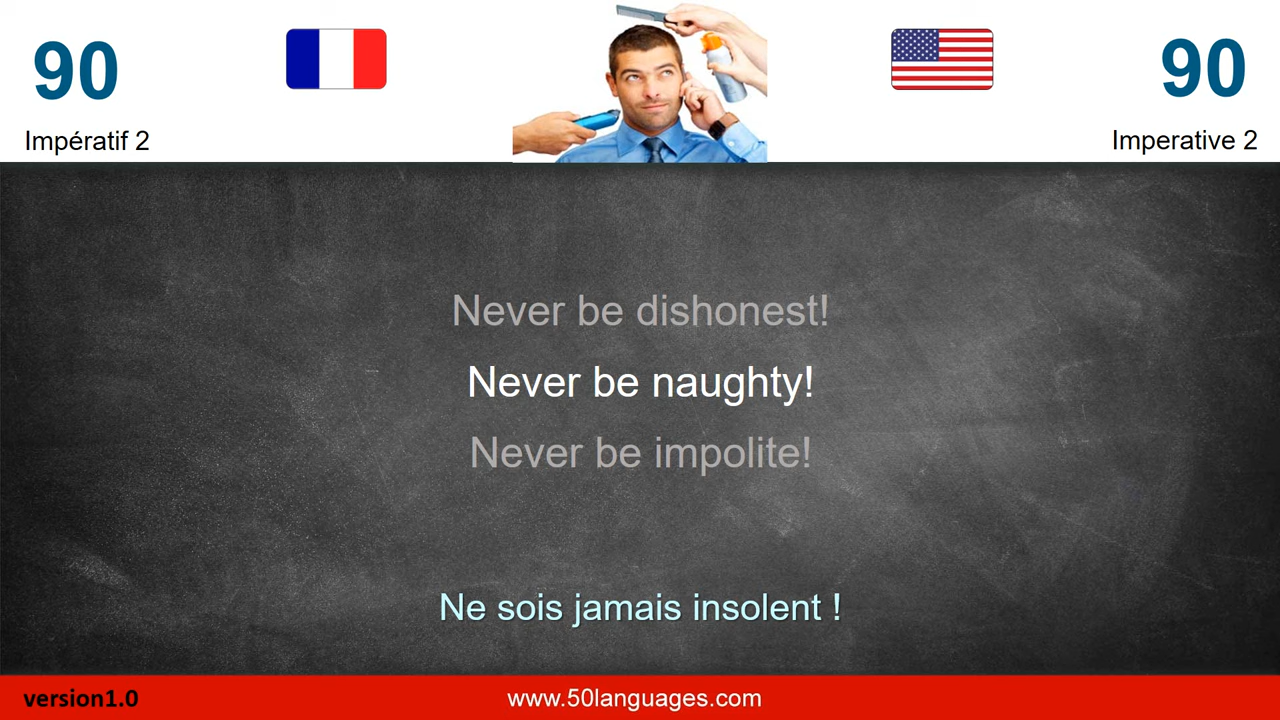 90
90
Impératif 2
Imperative 2
Never be dishonest!
Never be naughty!
Never be impolite!
Ne sois jamais insolent !
version1.0
www.50languages.com